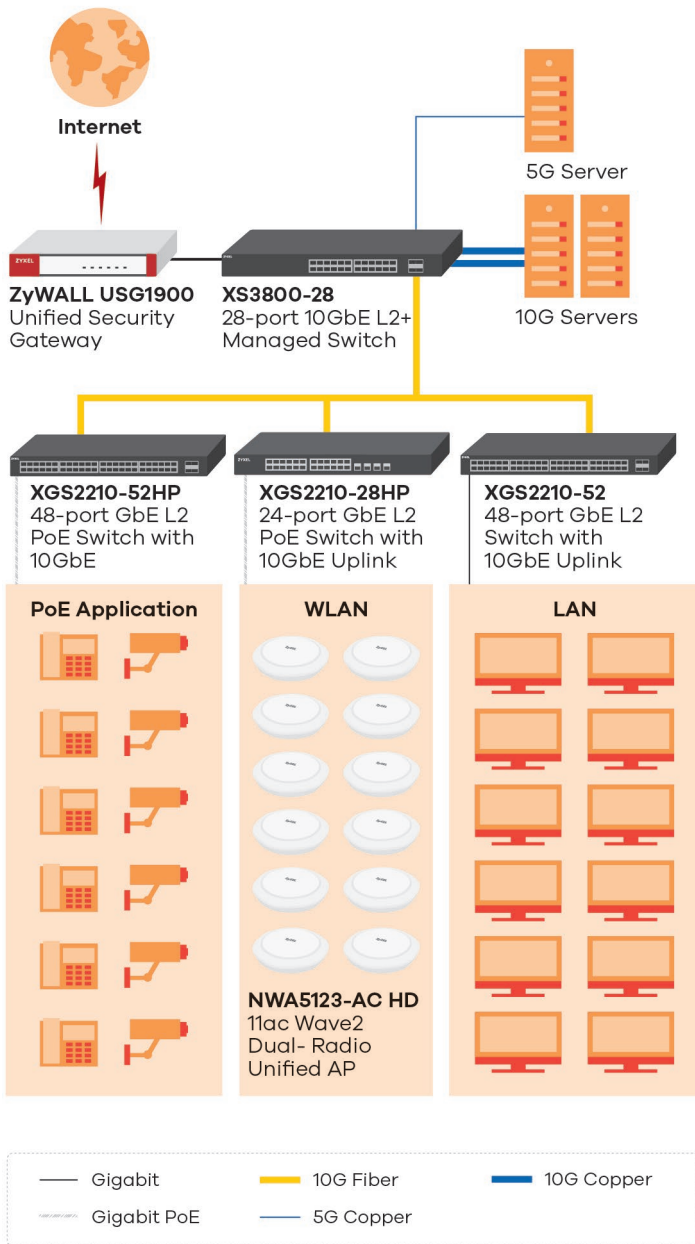 Internet
5G Server
ZYXEL
ZyWALL USG1900
Unified Security
Gateway
XS3800-28
28-port 10GbE L2+
Managed Switch
10G Servers
XGS2210-52HP
48-port GbE L2
PoE Switch with
10GbE
ZYXEL
XGS2210-28HP
24-port GbE L2
PoE Switch with
10GbE Uplink
XGS2210-52
48-port GbE L2
Switch with
10GbE Uplink
PoE Application
WLAN
LAN
NWA5123-AC HD
11ac Wave2
Dual- Radio
Unified AP
Gigabit
10G Fiber
10G Copper
Gigabit PoE
5G Copper